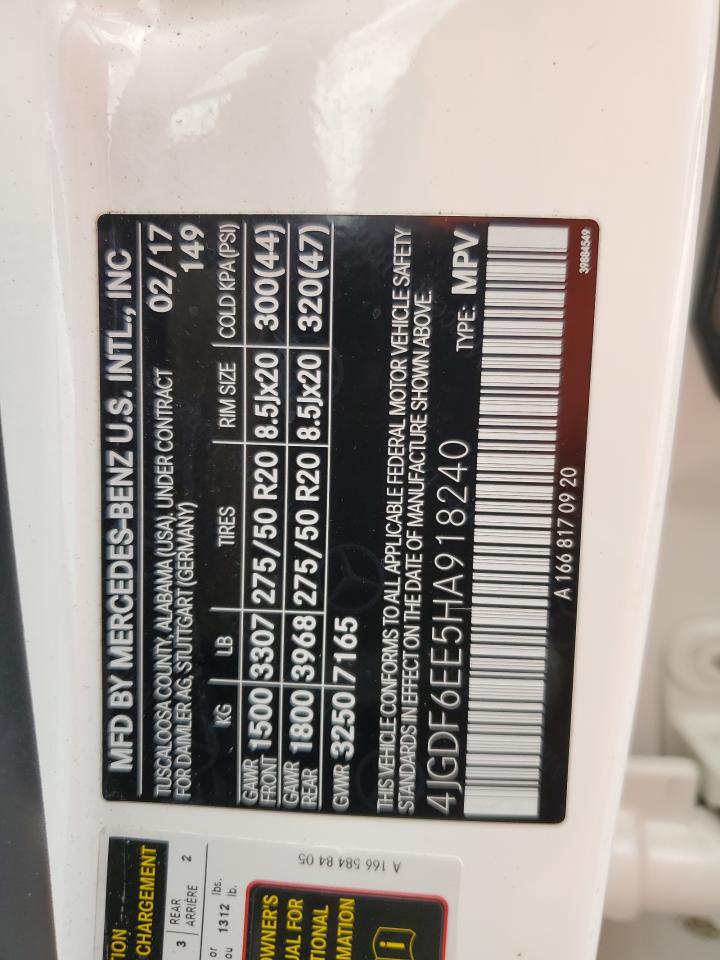 MFD BY MERCEDES-BENZ U.S. INTL., INC
TUSCALOOSA COUNTY, ALABAMA (USA). UNDER CONTRACT 02/17
FOR DAIMLER AG, STUTTGART (GERMANY) 149
KG LB TIRES RIM SIZE COLD KPA (PSI)
GAWR FRONT 1500 3307 275/50 R20 8.5Jx20 300(44)
GAWR REAR 1800 3968 275/50 R20 8.5Jx20 320(47)
GVWR 3250 7165
THIS VEHICLE CONFORMS TO ALL APPLICABLE FEDERAL MOTOR VEHICLE SAFETY
STANDARDS IN EFFECT ON THE DATE OF MANUFACTURE SHOWN ABOVE.
4JGDF6EE5HA918240 TYPE: MPV
A 166 817 09 20 39884549
TION
CHARGEMENT
3 REAR 2
ARRIÈRE
or lbs.
ou 1312 lb.
A 166 584 84 05
OWNER'S
UAL FOR
TIONAL
MATION
i